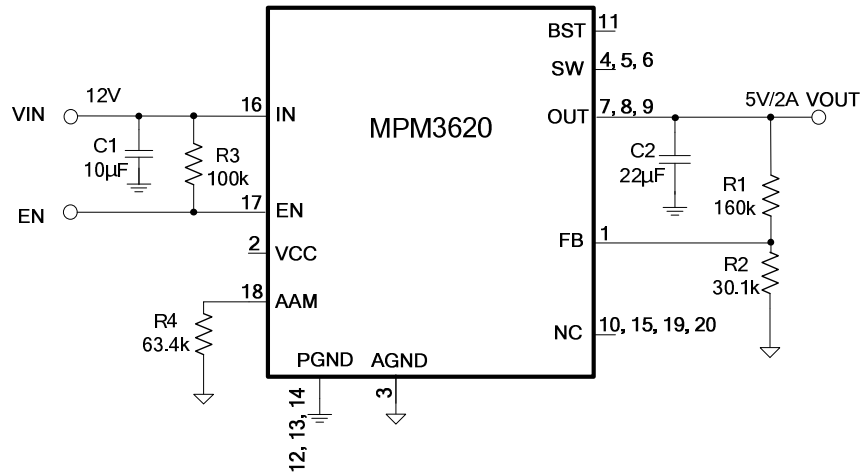 BST
11
SW
4, 5, 6
VIN
12V
16
IN
MPM3620
OUT
7, 8, 9
5V/2A VOUT
C1
10µF
R3
100k
C2
22µF
R1
160k
EN
17
EN
FB
1
2
VCC
R2
30.1k
18
AAM
R4
63.4k
NC
10, 15, 19, 20
PGND
AGND
12, 13, 14
3